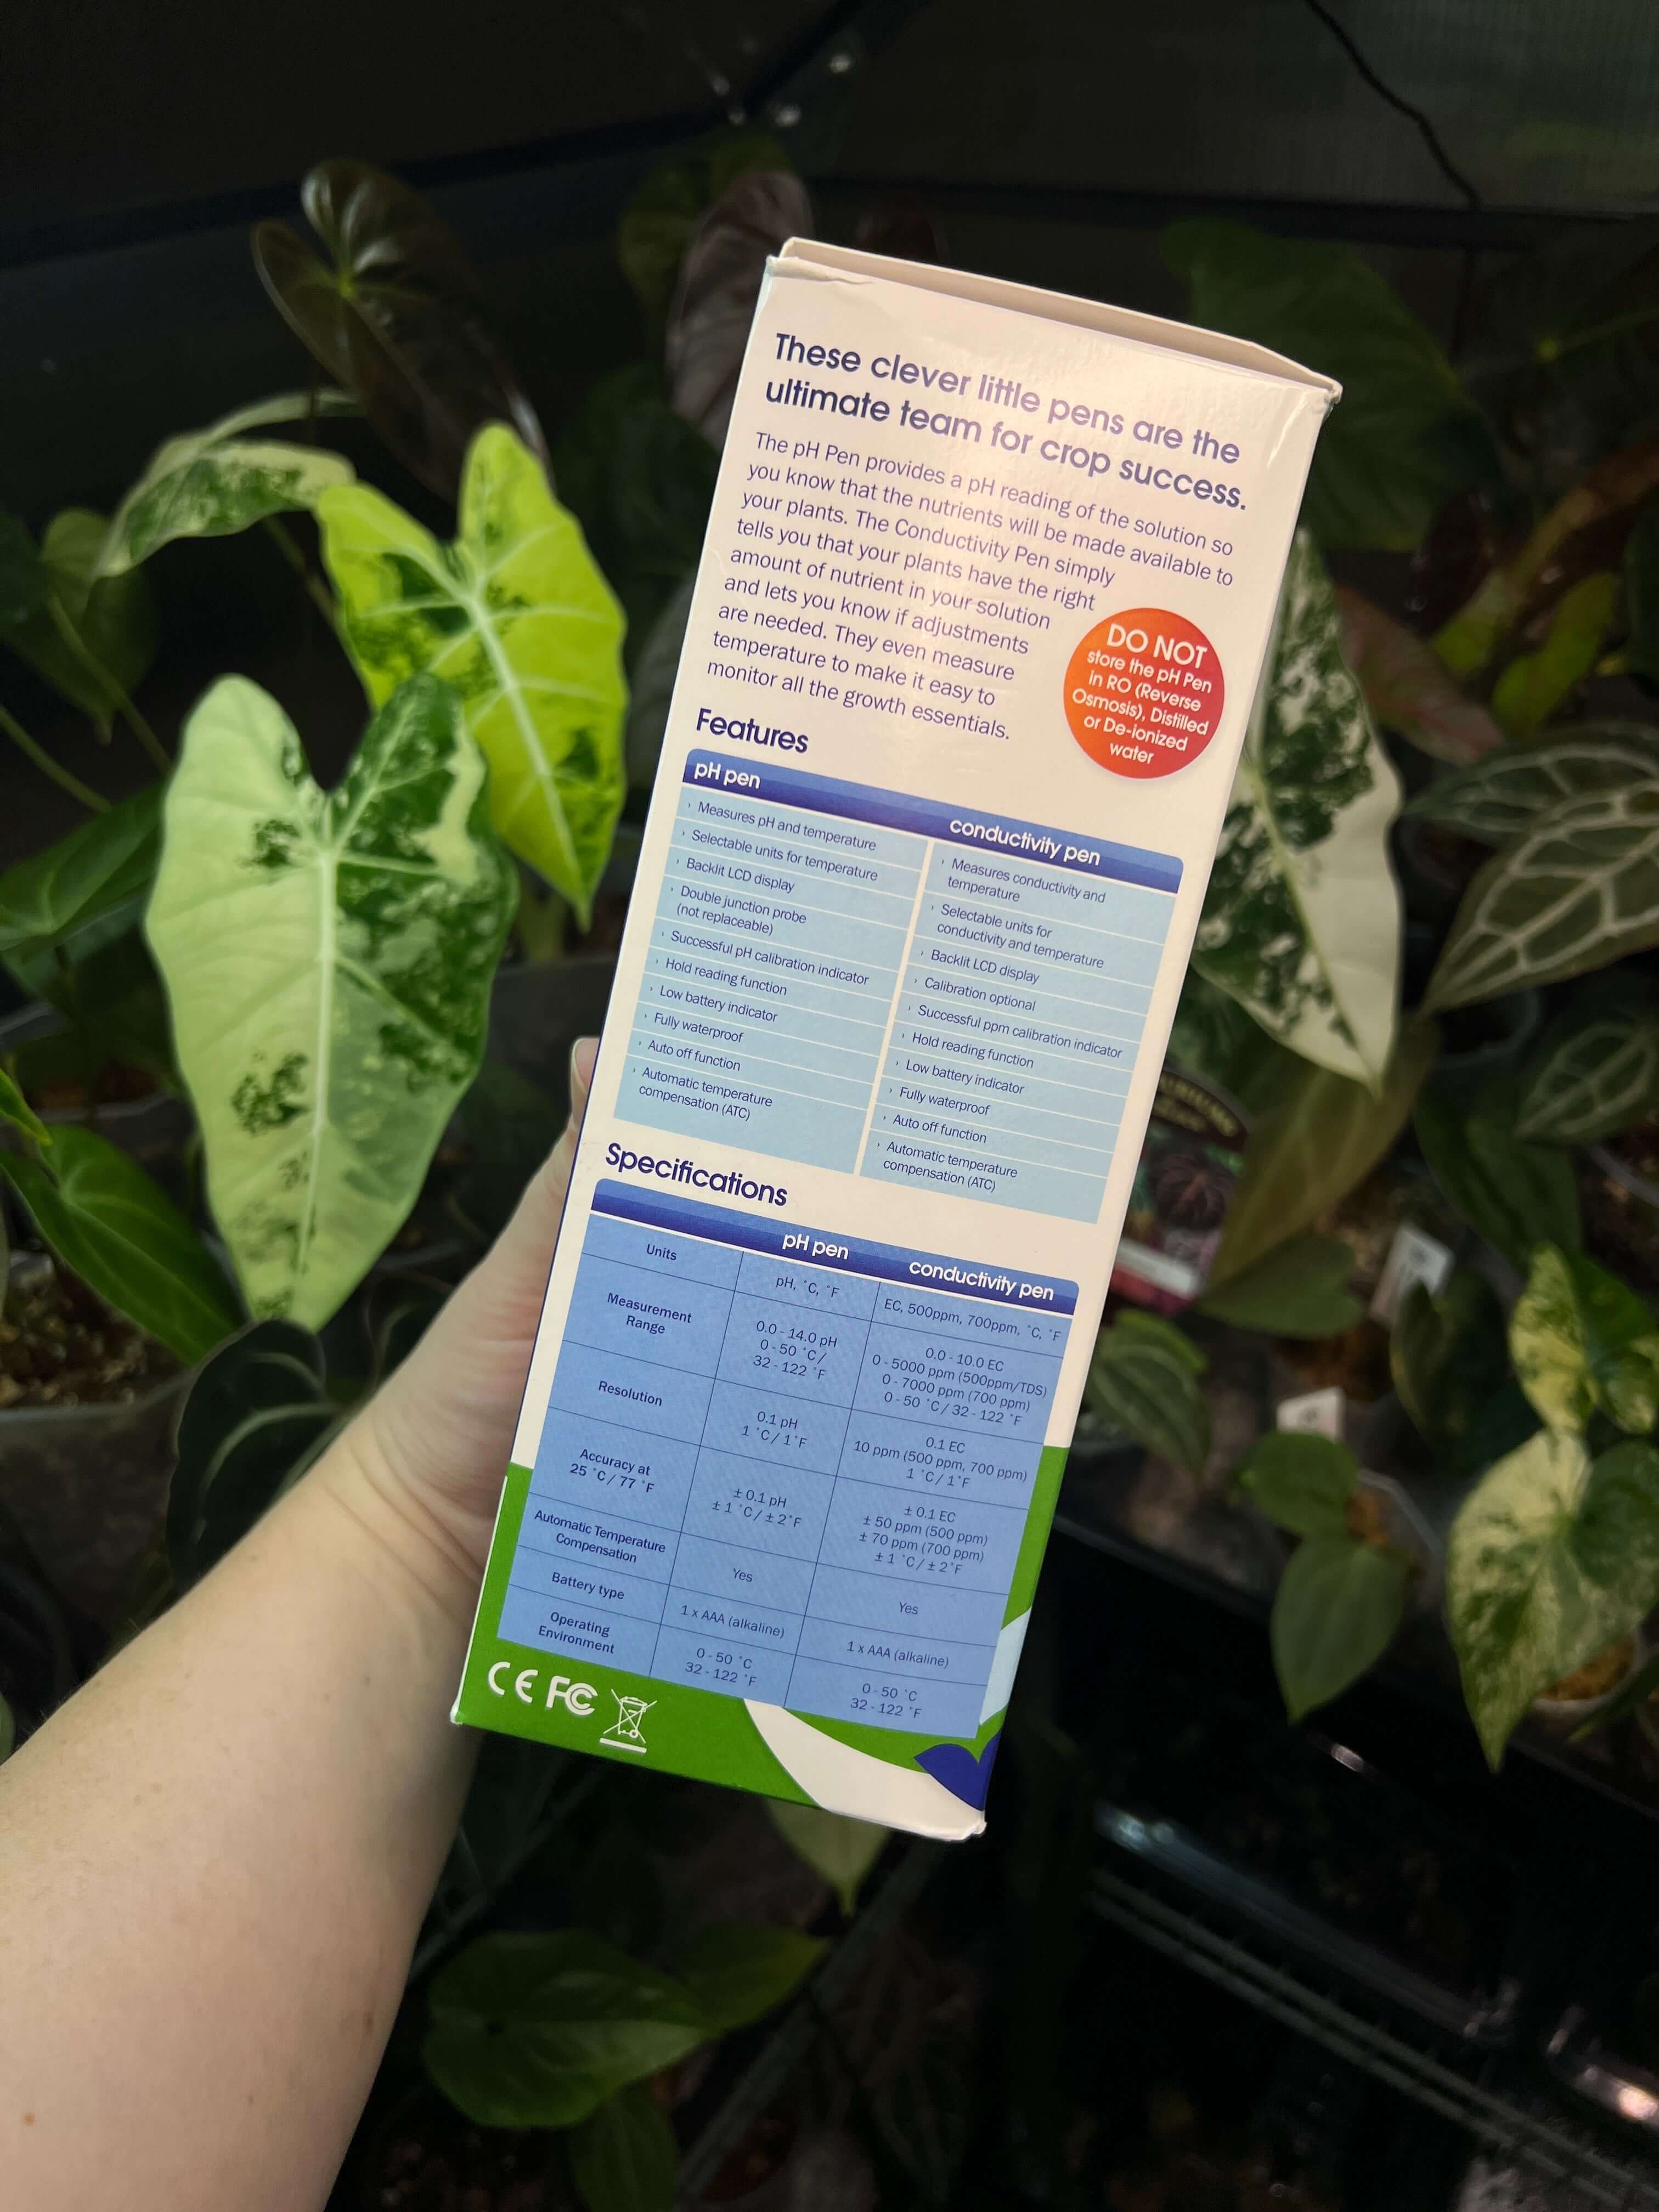 These clever little pens are the
ultimate team for crop success.
The pH Pen provides a pH reading of the solution so
you know that the nutrients will be made available to
your plants. The Conductivity Pen simply
tells you that your plants have the right
amount of nutrient in your solution
and lets you know if adjustments
are needed. They even measure
temperature to make it easy to
monitor all the growth essentials.
DO NOT
store the pH Pen
in RO (Reverse
Osmosis), Distilled
or De-Ionized
water
Features
pH pen
› Measures pH and temperature
› Selectable units for temperature
› Backlit LCD display
› Double junction probe
(not replaceable)
› Successful pH calibration indicator
› Hold reading function
› Low battery indicator
› Fully waterproof
› Auto off function
› Automatic temperature
compensation (ATC)
conductivity pen
› Measures conductivity and
temperature
› Selectable units for
conductivity and temperature
› Backlit LCD display
› Calibration optional
› Successful ppm calibration indicator
› Hold reading function
› Low battery indicator
› Fully waterproof
› Auto off function
› Automatic temperature
compensation (ATC)
Specifications
pH pen
conductivity pen
Units
pH, °C, °F
EC, 500ppm, 700ppm, °C, °F
Measurement
Range
0.0 - 14.0 pH
0 - 50 °C /
32 - 122 °F
0.0 - 10.0 EC
0 - 5000 ppm (500ppm/TDS)
0 - 7000 ppm (700 ppm)
0 - 50 °C / 32 - 122 °F
Resolution
0.1 pH
1 °C / 1°F
0.1 EC
10 ppm (500 ppm, 700 ppm)
1 °C / 1°F
Accuracy at
25 °C / 77 °F
± 0.1 pH
± 1 °C / ± 2°F
± 0.1 EC
± 50 ppm (500 ppm)
± 70 ppm (700 ppm)
± 1 °C / ± 2°F
Automatic Temperature
Compensation
Yes
Yes
Battery type
1 x AAA (alkaline)
1 x AAA (alkaline)
Operating
Environment
0 - 50 °C
32 - 122 °F
0 - 50 °C
32 - 122 °F
CE FC